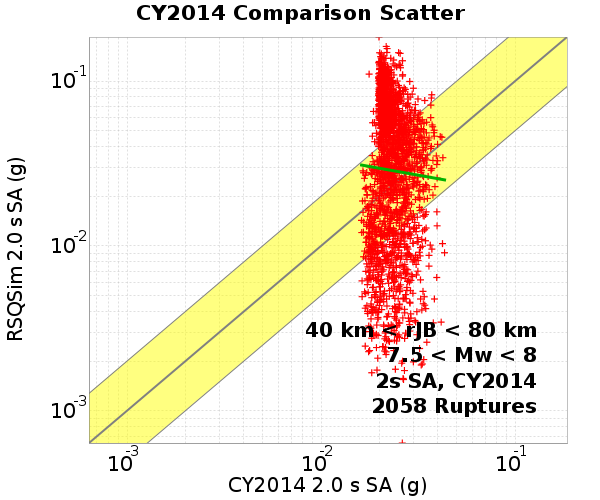 CY2014 Comparison Scatter
RSQSim 2.0 s SA (g)
10-1
10-2
10-3
40 km < rJB < 80 km
7.5 < Mw < 8
2s SA, CY2014
2058 Ruptures
10-3 10-2 10-1
CY2014 2.0 s SA (g)